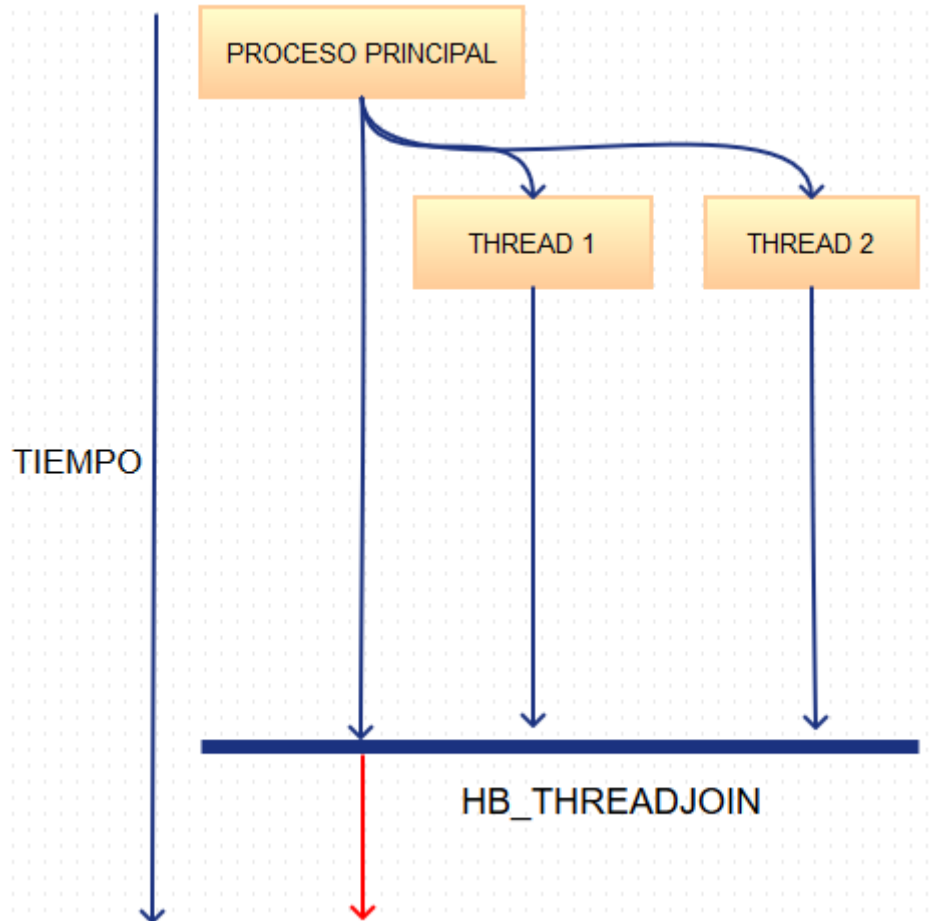 PROCESO PRINCIPAL
THREAD 1
THREAD 2
TIEMPO
HB_THREADJOIN